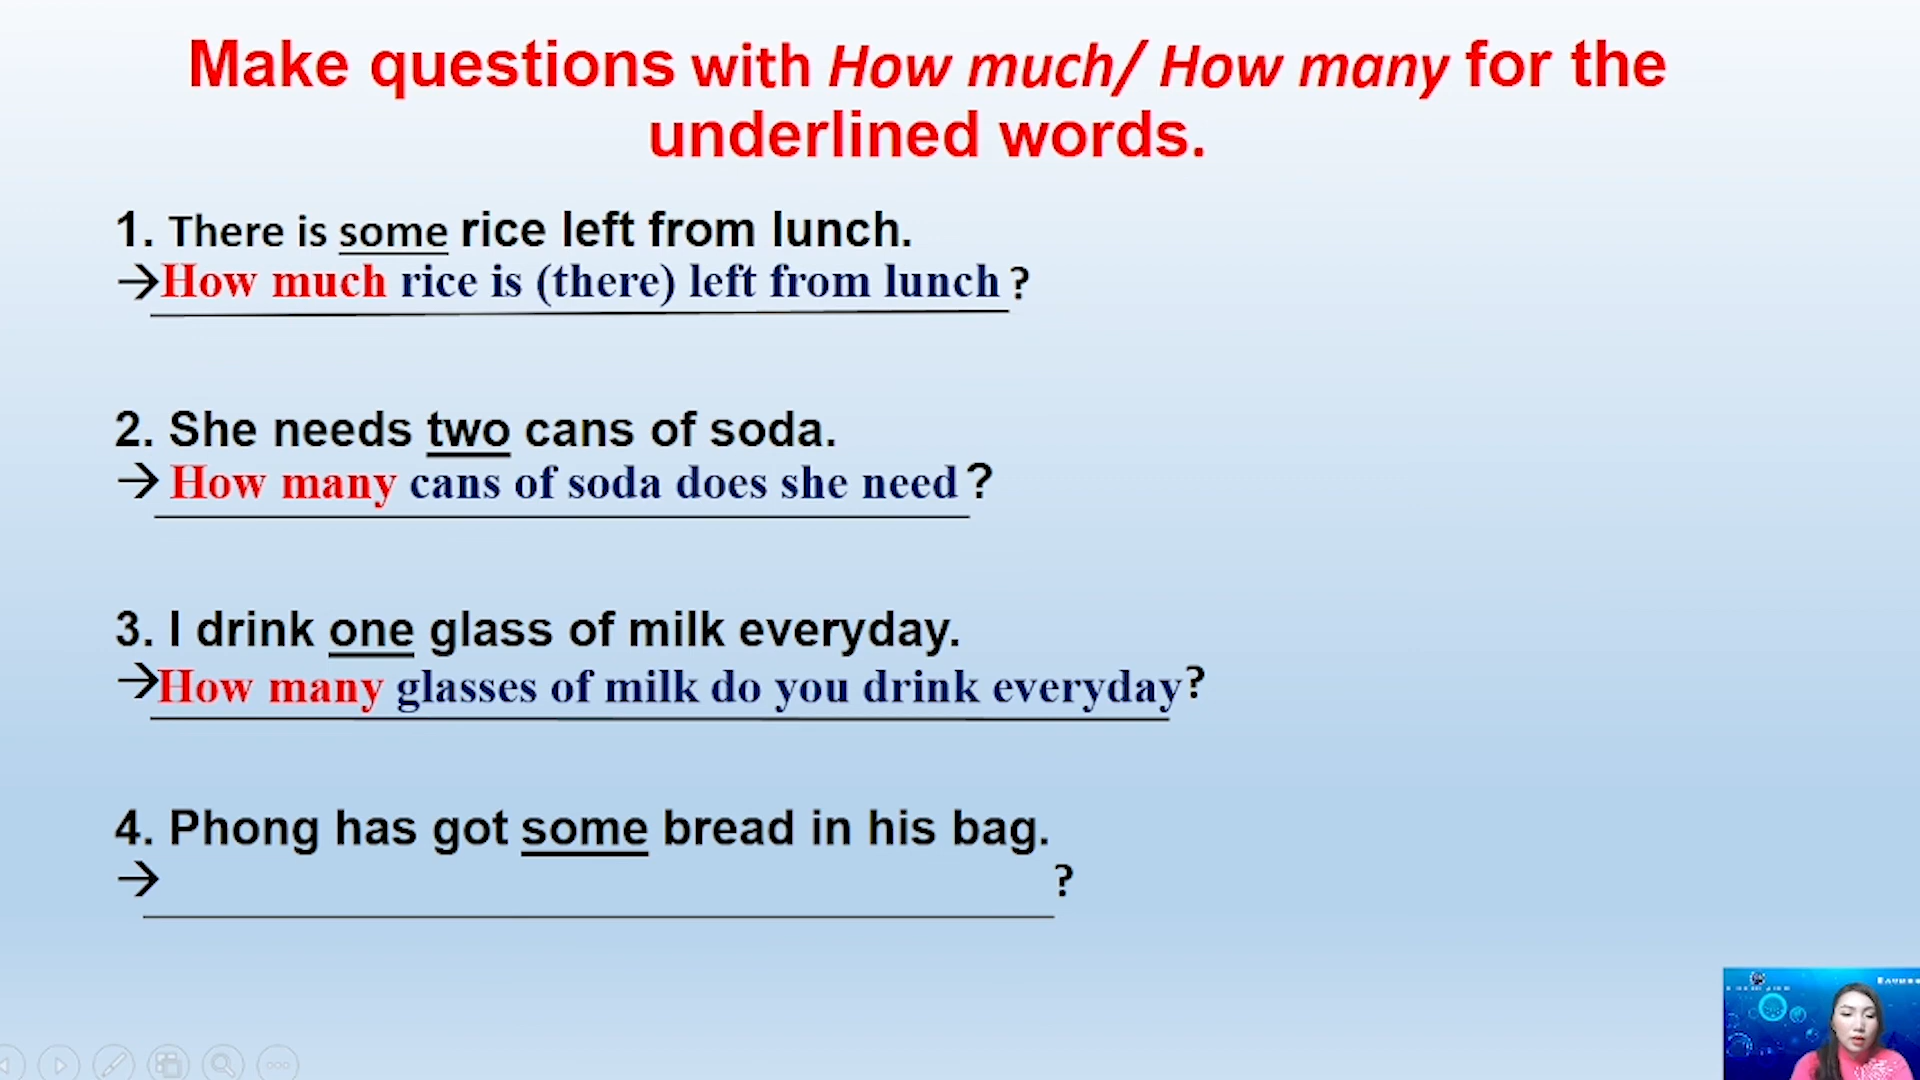 Make questions with How much/ How many for the
underlined words.
1. There is some rice left from lunch.
→How much rice is (there) left from lunch?
2. She needs two cans of soda.
→ How many cans of soda does she need?
3. I drink one glass of milk everyday.
→How many glasses of milk do you drink everyday?
4. Phong has got some bread in his bag.
→ ?